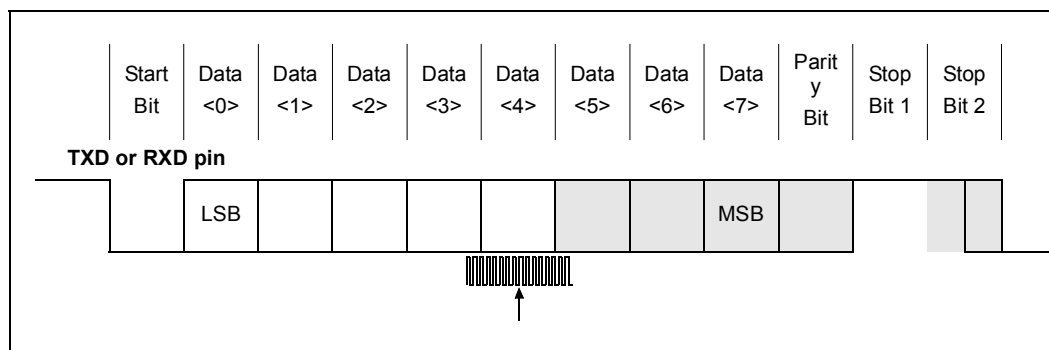 Start Bit
Data <0>
Data <1>
Data <2>
Data <3>
Data <4>
Data <5>
Data <6>
Data <7>
Parit y Bit
Stop Bit 1
Stop Bit 2
TXD or RXD pin
LSB
MSB